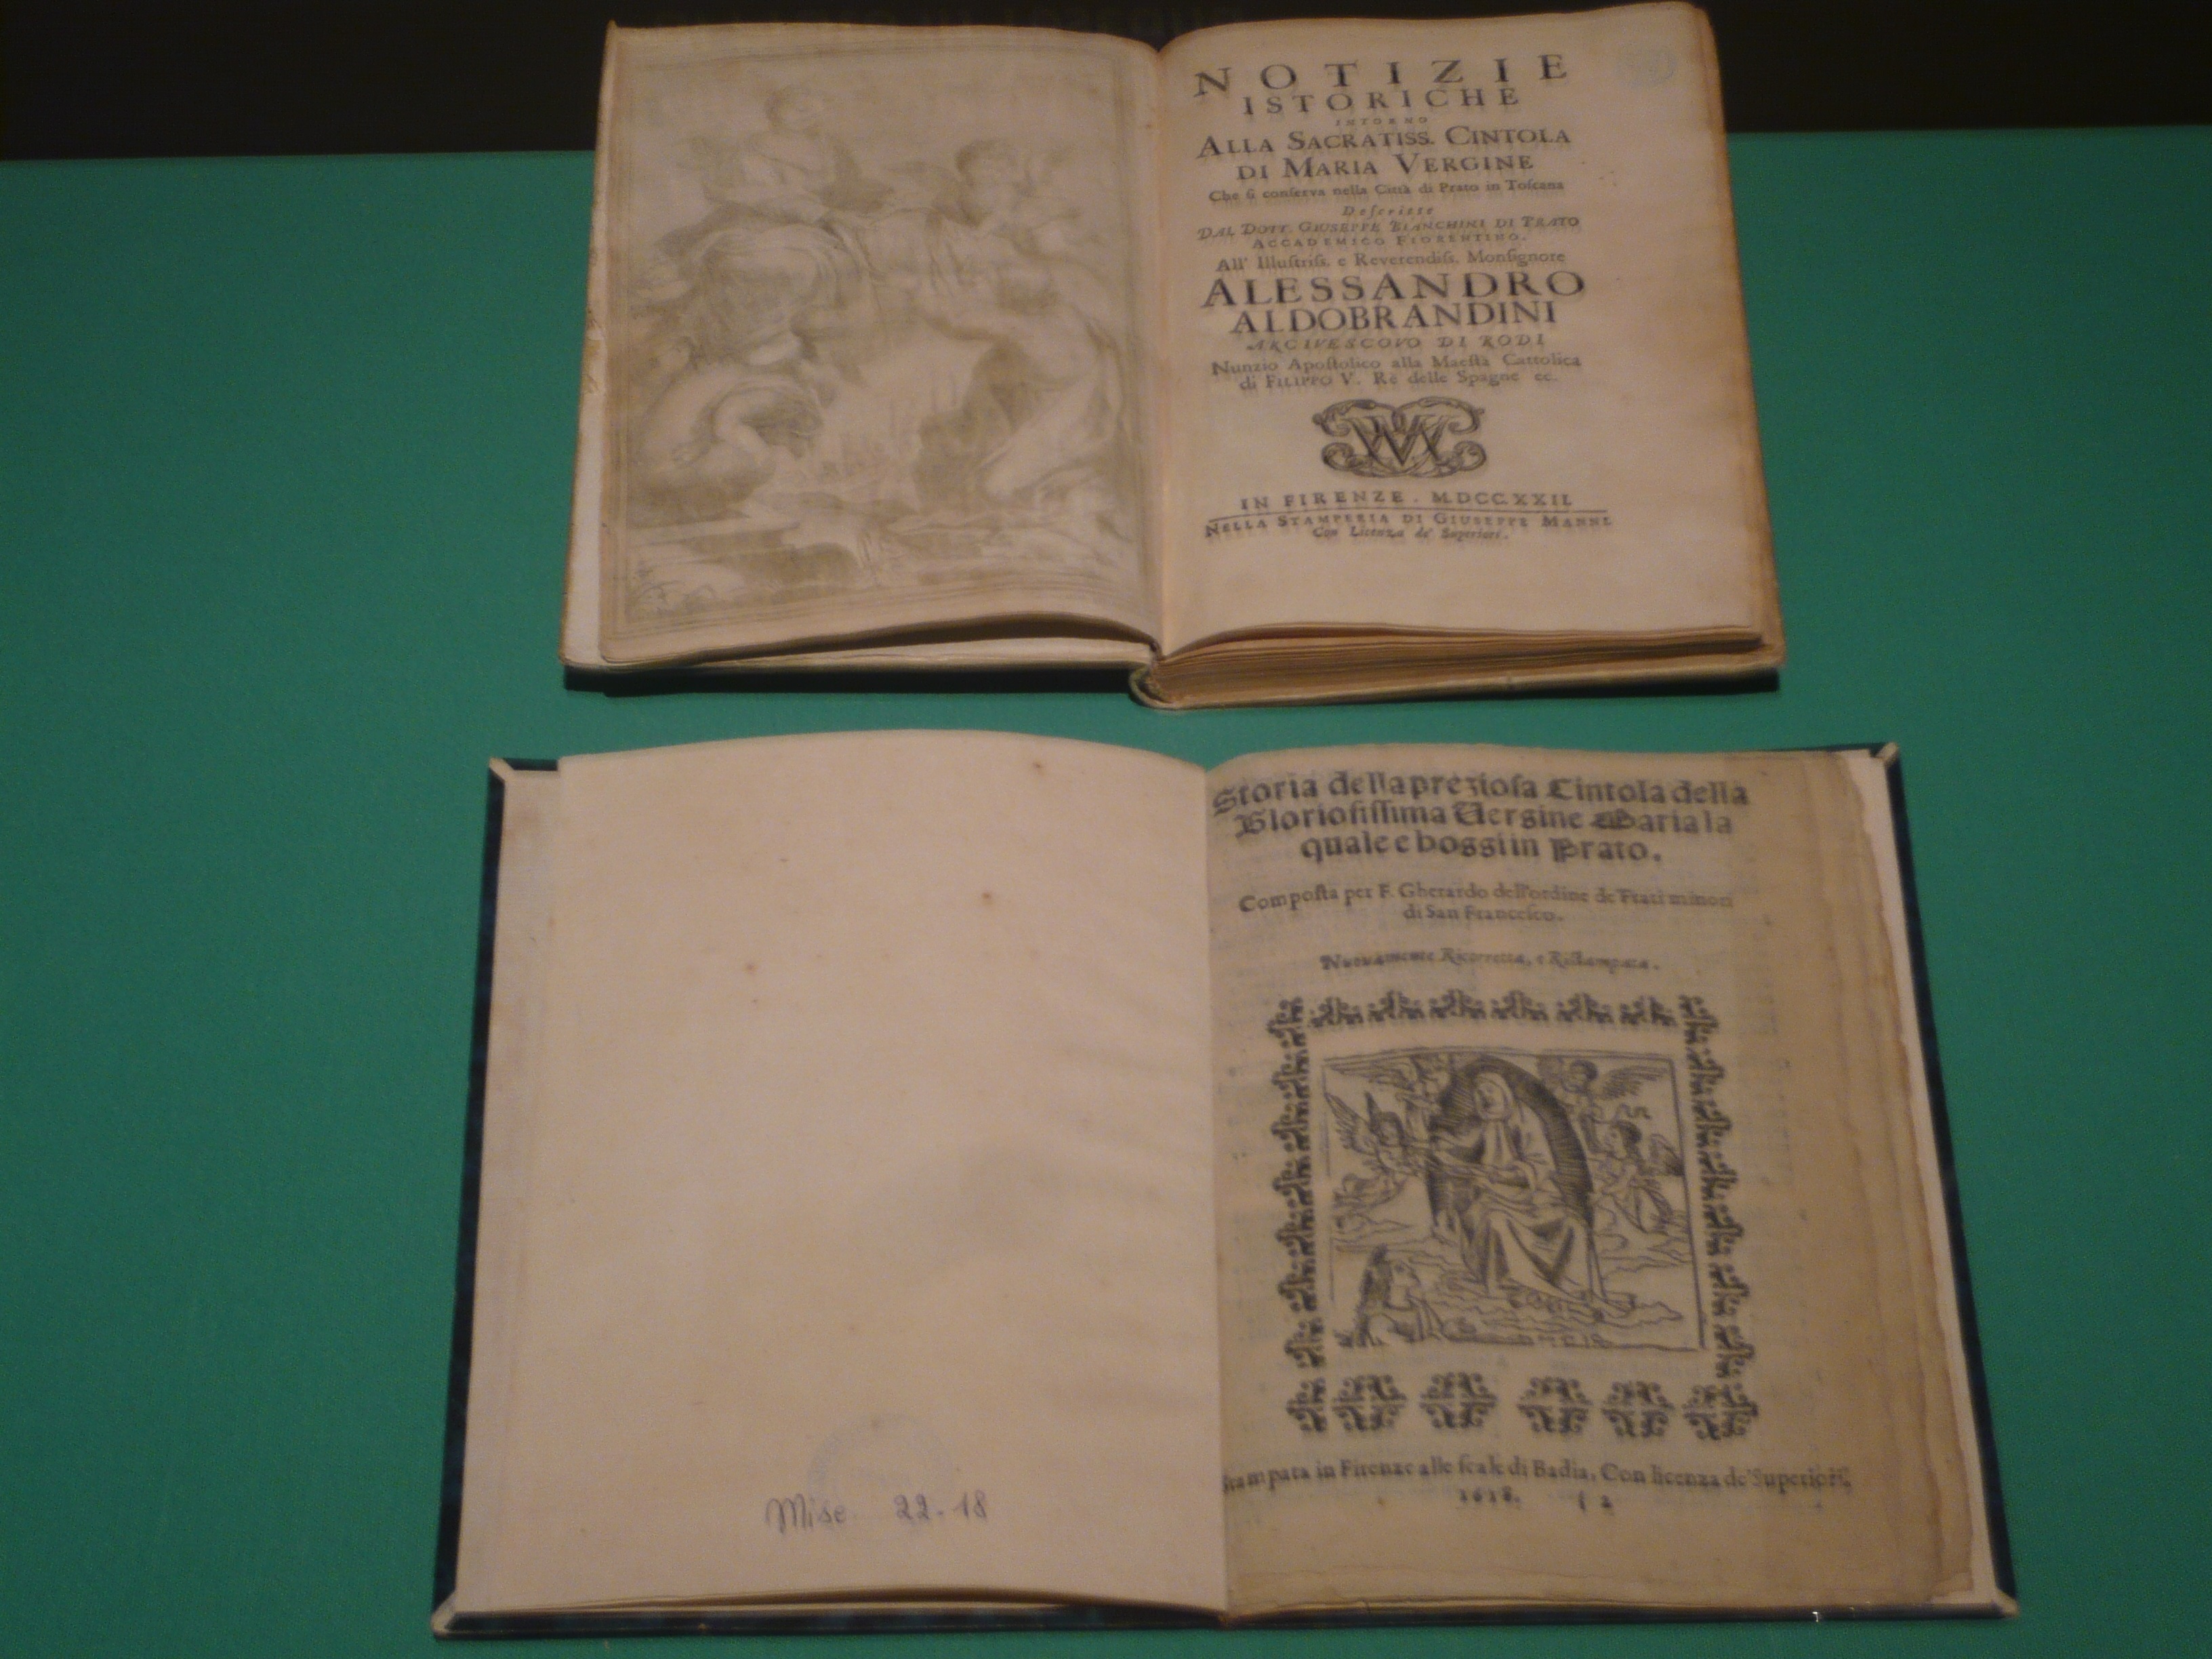 NOTIZIE
ISTORICHE
INTORNO
ALLA SACRATISS. CINTOLA
DI MARIA VERGINE
Che ſi conſerva nella Città di Prato in Toſcana
Deſcritte
DAL DOTT. GIUSEPPE BIANCHINI DI PRATO
ACCADEMICO FIORENTINO.
All' Illuſtriſs. e Reverendiſs. Monſignore
ALESSANDRO
ALDOBRANDINI
ARCIVESCOVO DI RODI
Nunzio Apoſtolico alla Maeſtà Cattolica
di FILIPPO V. Rè delle Spagne ec.
IN FIRENZE. MDCCXXII.
NELLA STAMPERIA DI GIUSEPPE MANNI.
Con Licenza de' Superiori.
Storia della prezioſa Cintola della
Glorioſiſſima Vergine Maria la
quale e hoggi in Prato.
Compoſta per F. Gherardo dell'ordine de Frati minori
di San Franceſco.
Nuovamente Ricorretta, e Riſtampata.
Stampata in Firenze alle ſcale di Badia, Con licenza de' Superiori.
1618. 12
Mise 22-18